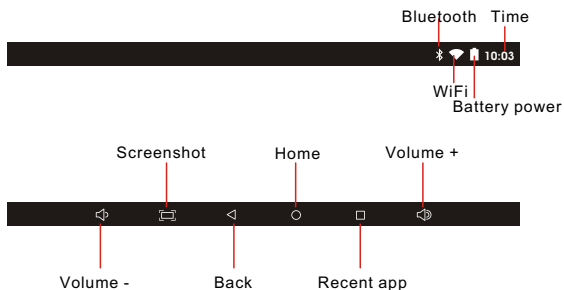 Bluetooth Time
10:03
WiFi
Battery power
Screenshot Home Volume +
Volume - Back Recent app